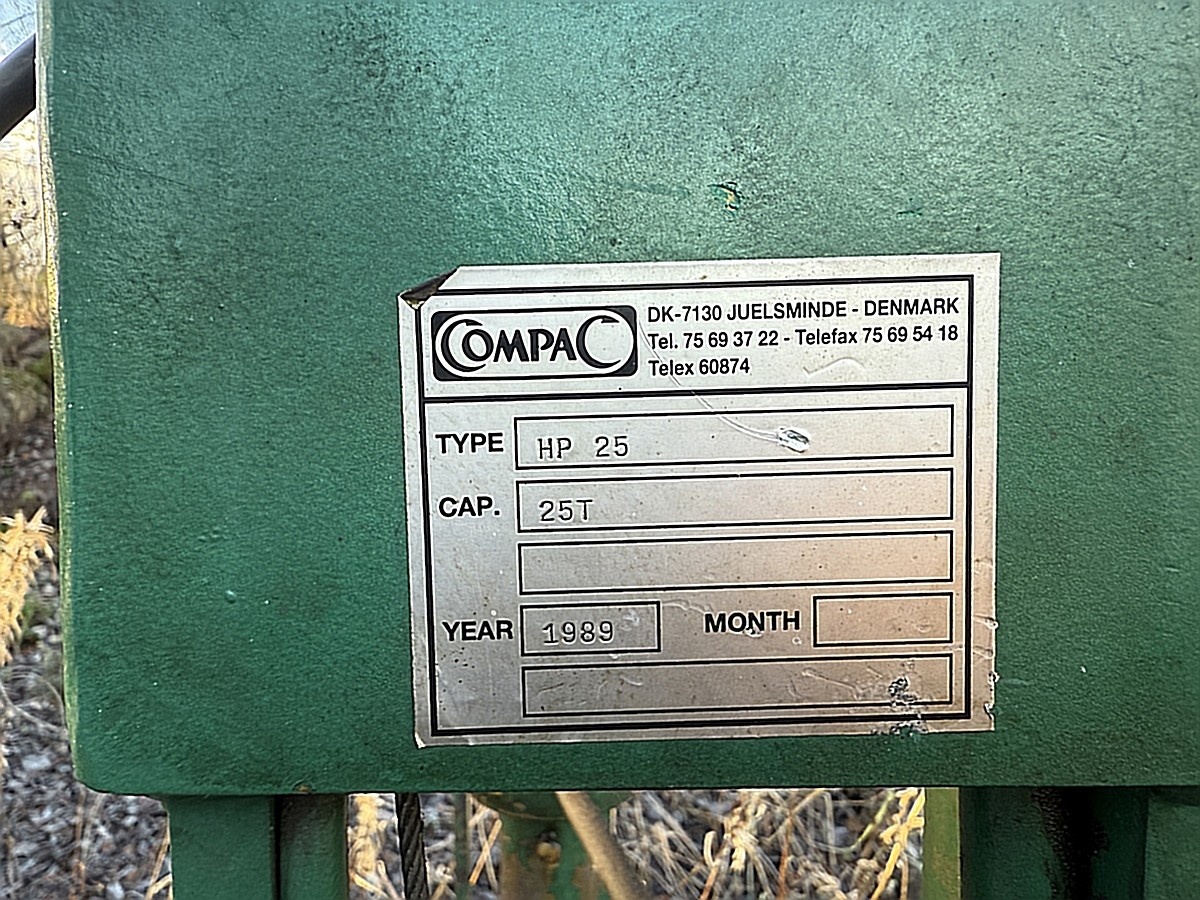 COMPAC
DK-7130 JUELSMINDE - DENMARK
Tel. 75 69 37 22 - Telefax 75 69 54 18
Telex 60874
TYPE HP 25
CAP. 25T
YEAR 1989 MONTH